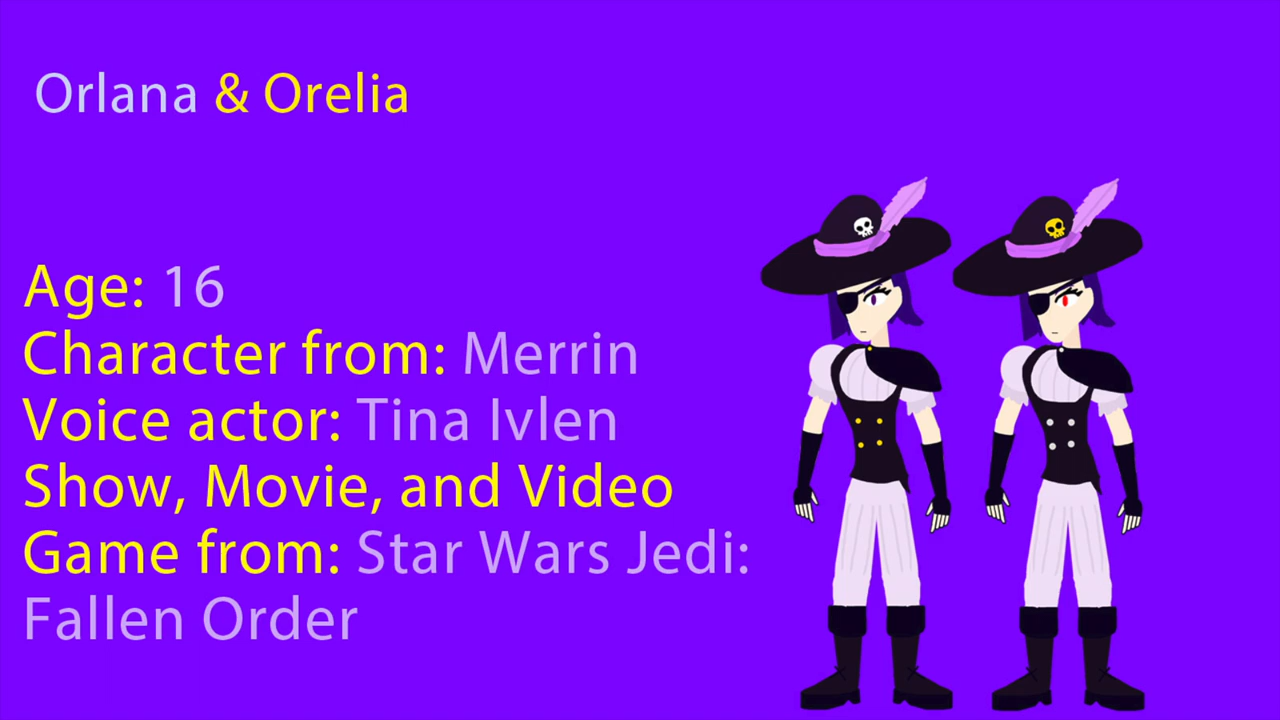 Orlana & Orelia
Age: 16
Character from: Merrin
Voice actor: Tina Ivlen
Show, Movie, and Video
Game from: Star Wars Jedi:
Fallen Order